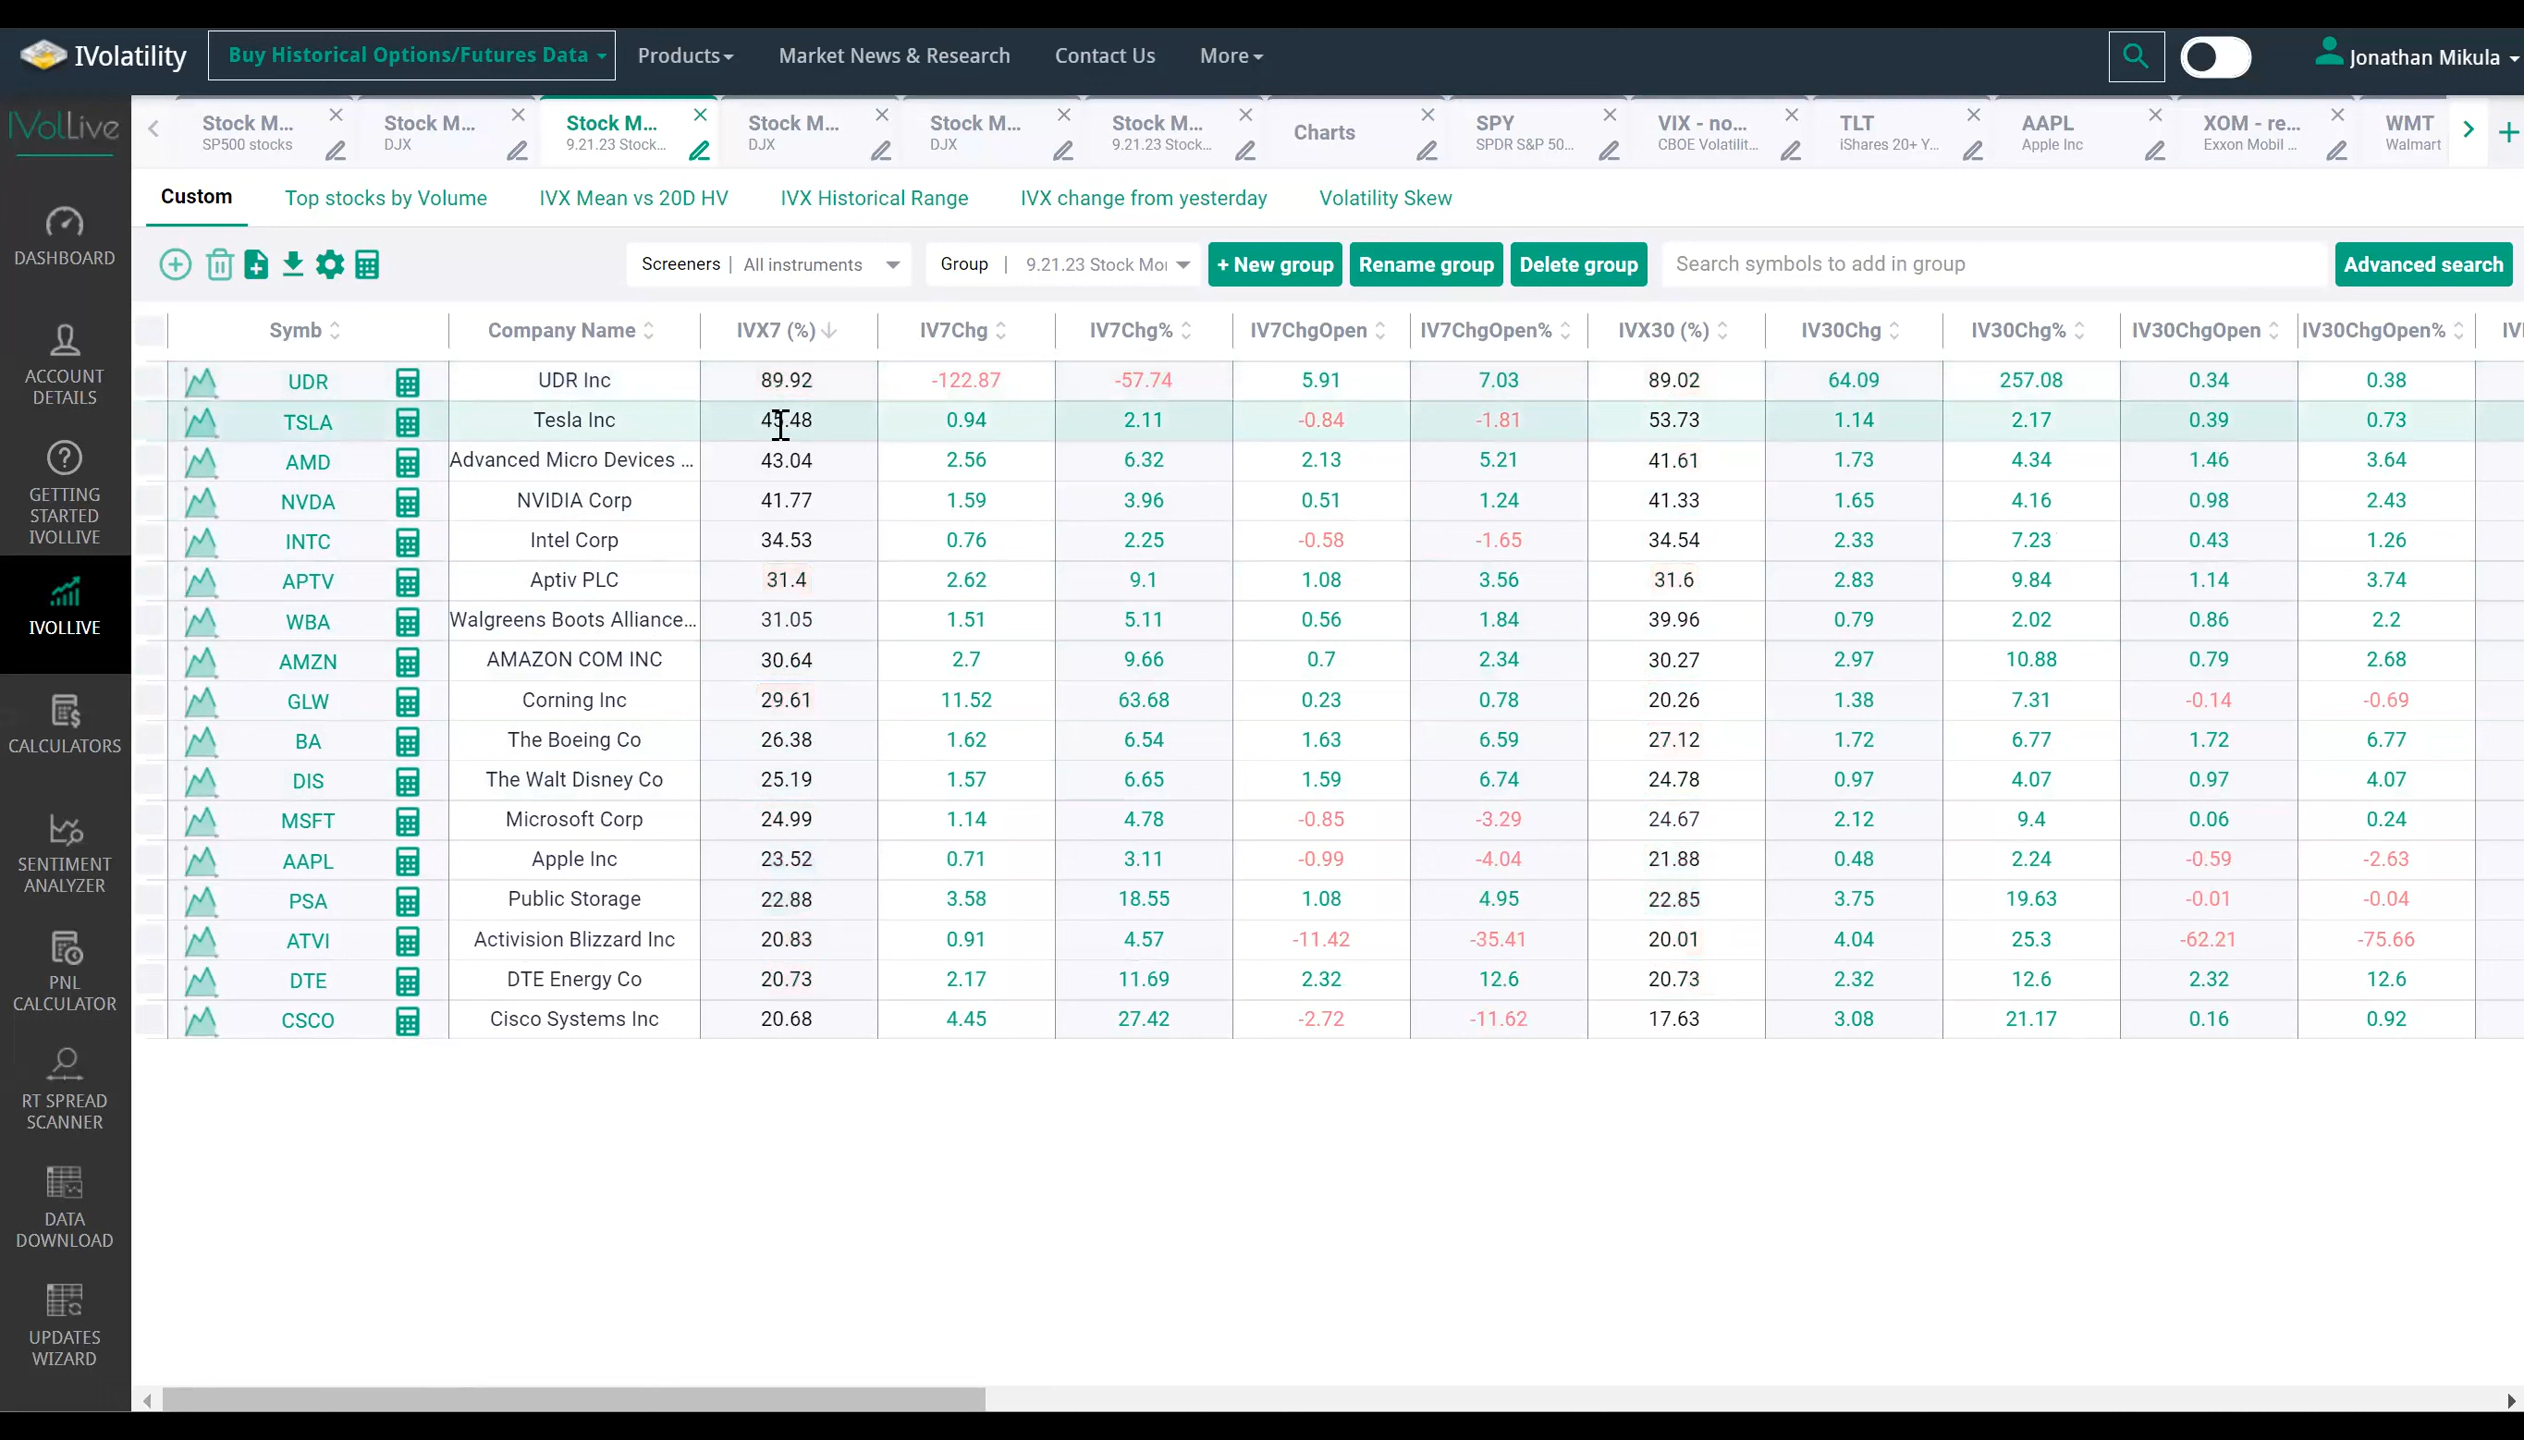 IVolatility
Buy Historical Options/Futures Data
Products
Market News & Research
Contact Us
More
Jonathan Mikula
IVolLive
Stock M...
SP500 stocks
Stock M...
DJX
Stock M...
9.21.23 Stock...
Stock M...
DJX
Stock M...
DJX
Stock M...
9.21.23 Stock...
Charts
SPY
SPDR S&P 50...
VIX - no...
CBOE Volatilit...
TLT
iShares 20+ Y...
AAPL
Apple Inc
XOM - re...
Exxon Mobil ...
WMT
Walmart
Custom
Top stocks by Volume
IVX Mean vs 20D HV
IVX Historical Range
IVX change from yesterday
Volatility Skew
DASHBOARD
ACCOUNT
DETAILS
GETTING
STARTED
IVOLLIVE
IVOLLIVE
CALCULATORS
SENTIMENT
ANALYZER
PNL
CALCULATOR
RT SPREAD
SCANNER
DATA
DOWNLOAD
UPDATES
WIZARD
Screeners | All instruments
Group | 9.21.23 Stock Mo
+ New group
Rename group
Delete group
Search symbols to add in group
Advanced search
Symb Company Name IVX7 (%) IV7Chg IV7Chg% IV7ChgOpen IV7ChgOpen% IVX30 (%) IV30Chg IV30Chg% IV30ChgOpen IV30ChgOpen%
UDR UDR Inc 89.92 -122.87 -57.74 5.91 7.03 89.02 64.09 257.08 0.34 0.38
TSLA Tesla Inc 45.48 0.94 2.11 -0.84 -1.81 53.73 1.14 2.17 0.39 0.73
AMD Advanced Micro Devices ... 43.04 2.56 6.32 2.13 5.21 41.61 1.73 4.34 1.46 3.64
NVDA NVIDIA Corp 41.77 1.59 3.96 0.51 1.24 41.33 1.65 4.16 0.98 2.43
INTC Intel Corp 34.53 0.76 2.25 -0.58 -1.65 34.54 2.33 7.23 0.43 1.26
APTV Aptiv PLC 31.4 2.62 9.1 1.08 3.56 31.6 2.83 9.84 1.14 3.74
WBA Walgreens Boots Alliance... 31.05 1.51 5.11 0.56 1.84 39.96 0.79 2.02 0.86 2.2
AMZN AMAZON COM INC 30.64 2.7 9.66 0.7 2.34 30.27 2.97 10.88 0.79 2.68
GLW Corning Inc 29.61 11.52 63.68 0.23 0.78 20.26 1.38 7.31 -0.14 -0.69
BA The Boeing Co 26.38 1.62 6.54 1.63 6.59 27.12 1.72 6.77 1.72 6.77
DIS The Walt Disney Co 25.19 1.57 6.65 1.59 6.74 24.78 0.97 4.07 0.97 4.07
MSFT Microsoft Corp 24.99 1.14 4.78 -0.85 -3.29 24.67 2.12 9.4 0.06 0.24
AAPL Apple Inc 23.52 0.71 3.11 -0.99 -4.04 21.88 0.48 2.24 -0.59 -2.63
PSA Public Storage 22.88 3.58 18.55 1.08 4.95 22.85 3.75 19.63 -0.01 -0.04
ATVI Activision Blizzard Inc 20.83 0.91 4.57 -11.42 -35.41 20.01 4.04 25.3 -62.21 -75.66
DTE DTE Energy Co 20.73 2.17 11.69 2.32 12.6 20.73 2.32 12.6 2.32 12.6
CSCO Cisco Systems Inc 20.68 4.45 27.42 -2.72 -11.62 17.63 3.08 21.17 0.16 0.92